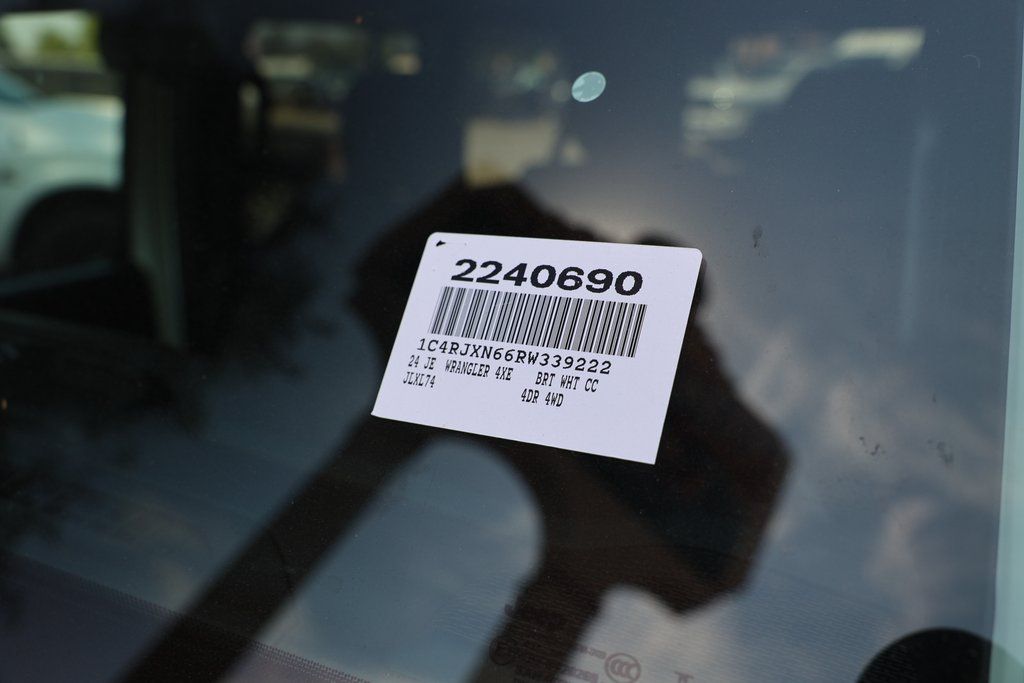 2240690
1C4RJXN66RW339222
24 JE WRANGLER 4XE BRT WHT CC
JLXL74 4DR 4WD